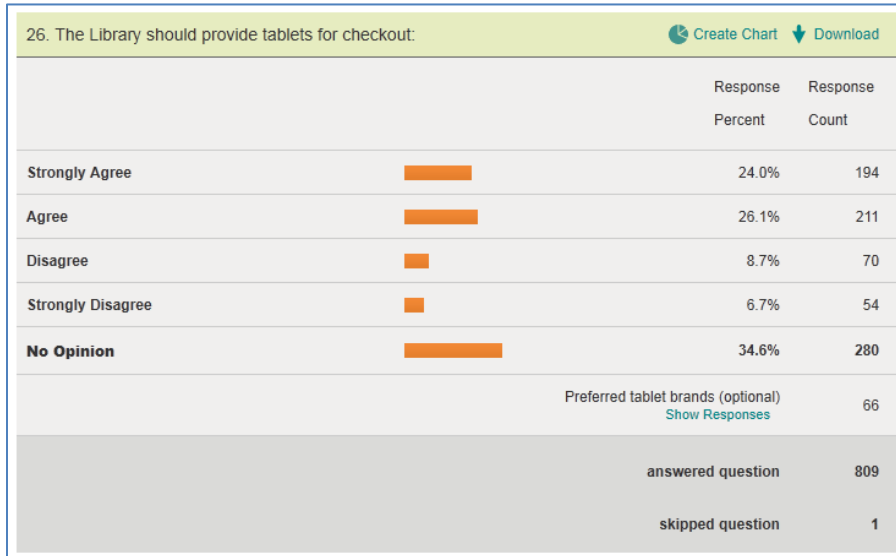 26. The Library should provide tablets for checkout: Create Chart Download
Response Response
Percent Count
Strongly Agree 24.0% 194
Agree 26.1% 211
Disagree 8.7% 70
Strongly Disagree 6.7% 54
No Opinion 34.6% 280
Preferred tablet brands (optional) 66
Show Responses
answered question 809
skipped question 1